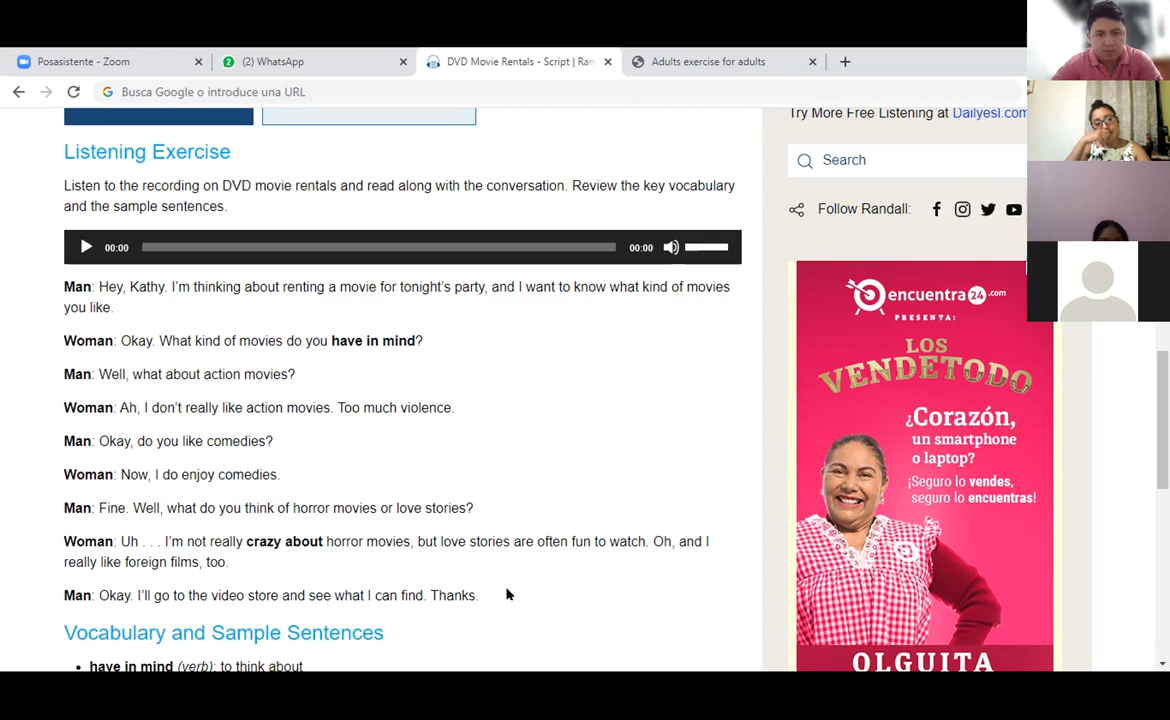 Posasistente - Zoom
(2) WhatsApp
DVD Movie Rentals - Script | Ran
Adults exercise for adults
Busca Google o introduce una URL
Try More Free Listening at Dailyesl.com
Listening Exercise
Search
Listen to the recording on DVD movie rentals and read along with the conversation. Review the key vocabulary
and the sample sentences.
Follow Randall:
00:00
00:00
Man: Hey, Kathy. I'm thinking about renting a movie for tonight's party, and I want to know what kind of movies
you like.
Woman: Okay. What kind of movies do you have in mind?
Man: Well, what about action movies?
Woman: Ah, I don't really like action movies. Too much violence.
Man: Okay, do you like comedies?
Woman: Now, I do enjoy comedies.
Man: Fine. Well, what do you think of horror movies or love stories?
Woman: Uh . . . I'm not really crazy about horror movies, but love stories are often fun to watch. Oh, and I
really like foreign films, too.
Man: Okay. I'll go to the video store and see what I can find. Thanks.
Vocabulary and Sample Sentences
have in mind (verb): to think about
encuentra24.com
PRESENTA:
LOS
VENDETODO
¿Corazón,
un smartphone
o laptop?
¡Seguro lo vendes,
seguro lo encuentras!
OLGUITA